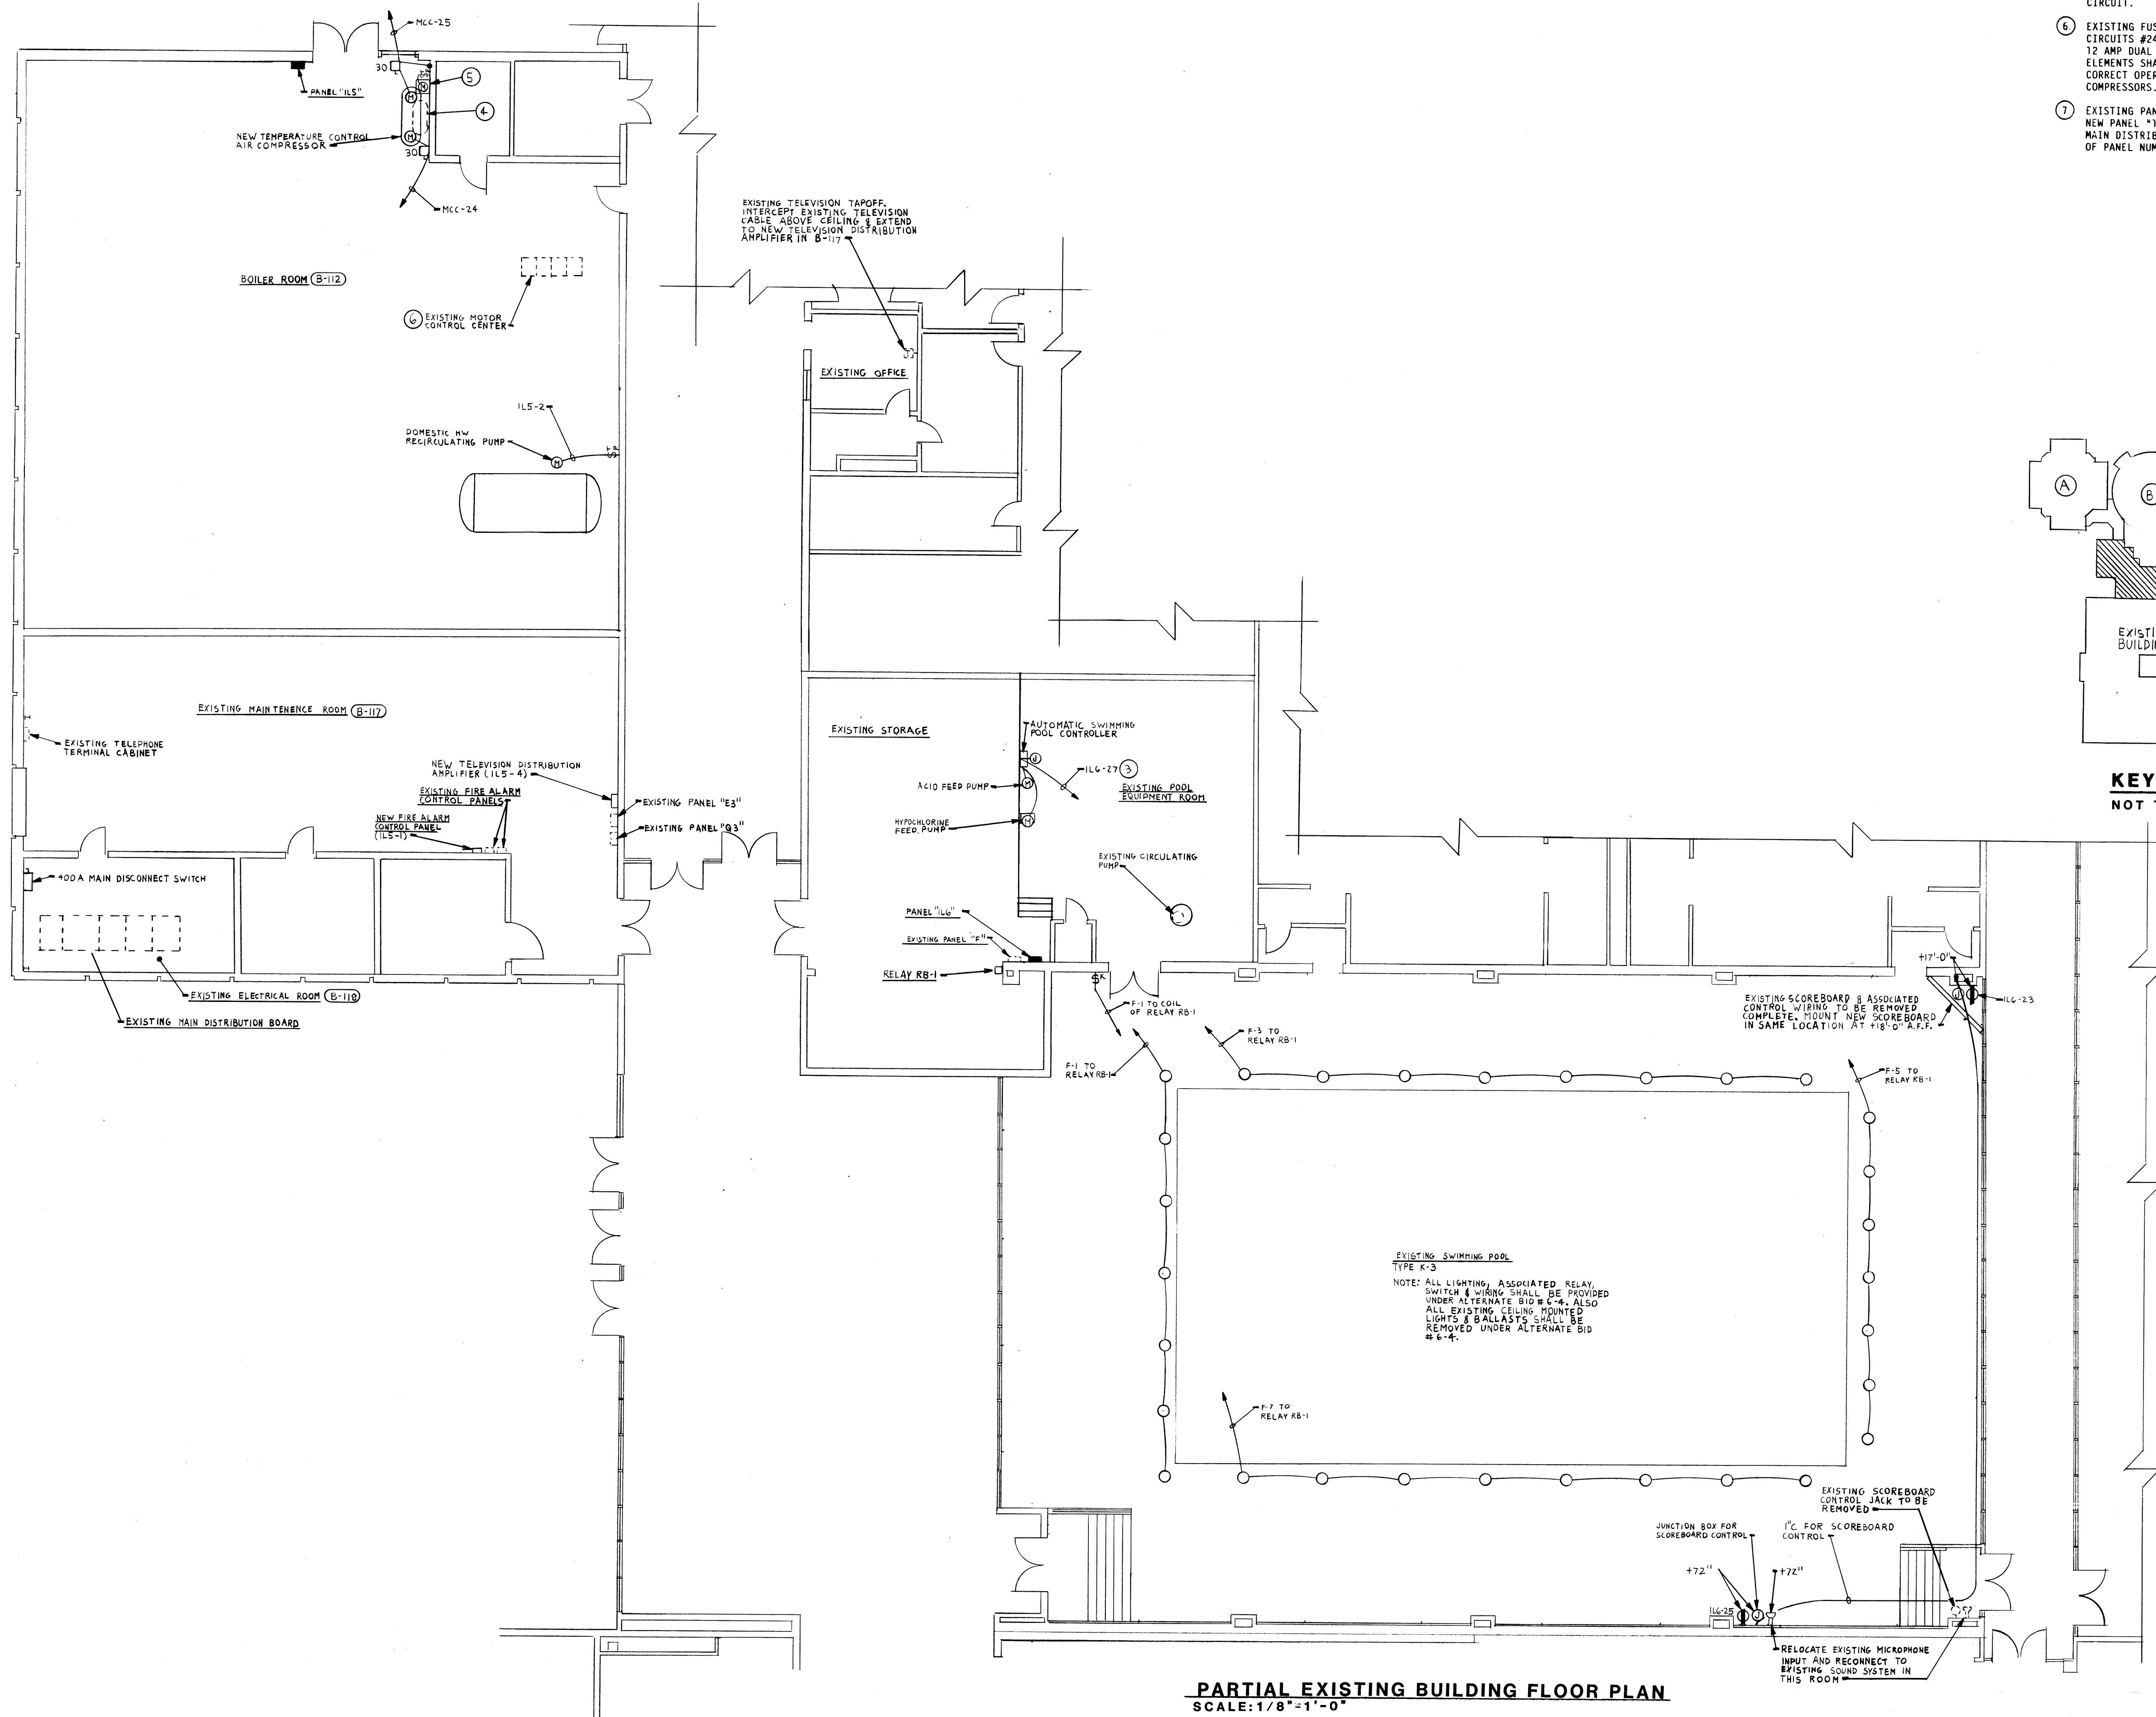 MCC-25
30
5
PANEL "1L5"
4
NEW TEMPERATURE CONTROL
AIR COMPRESSOR
30
MCC-24
CIRCUIT.
6
EXISTING FUS
CIRCUITS #24
12 AMP DUAL
ELEMENTS SHA
CORRECT OPER
COMPRESSORS.
7
EXISTING PAN
NEW PANEL "1
MAIN DISTRIB
OF PANEL NUM
EXISTING TELEVISION TAPOFF.
INTERCEPT EXISTING TELEVISION
CABLE ABOVE CEILING & EXTEND
TO NEW TELEVISION DISTRIBUTION
AMPLIFIER IN B-117
BOILER ROOM B-112
6 EXISTING MOTOR
CONTROL CENTER
EXISTING OFFICE
1L5-2
DOMESTIC HW
RECIRCULATING PUMP
M
A
B
EXISTI
BUILDI
KEY
NOT T
EXISTING MAINTENENCE ROOM B-117
EXISTING TELEPHONE
TERMINAL CABINET
NEW TELEVISION DISTRIBUTION
AMPLIFIER (1L5-4)
EXISTING FIRE ALARM
CONTROL PANELS
NEW FIRE ALARM
CONTROL PANEL
(1L5-1)
EXISTING PANEL "E3"
EXISTING PANEL "Q3"
400A MAIN DISCONNECT SWITCH
EXISTING ELECTRICAL ROOM B-118
EXISTING MAIN DISTRIBUTION BOARD
EXISTING STORAGE
AUTOMATIC SWIMMING
POOL CONTROLLER
J
1L6-27 3
ACID FEED PUMP
M
EXISTING POOL
EQUIPMENT ROOM
HYPOCHLORINE
FEED PUMP
M
EXISTING CIRCULATING
PUMP
PANEL "1L6"
EXISTING PANEL "F"
RELAY RB-1
$K
F-1 TO COIL
OF RELAY RB-1
F-3 TO
RELAY RB-1
F-1 TO
RELAY RB-1
+17'-0"
J
1L6-23
EXISTING SCOREBOARD & ASSOCIATED
CONTROL WIRING TO BE REMOVED
COMPLETE. MOUNT NEW SCOREBOARD
IN SAME LOCATION AT +18'-0" A.F.F.
F-5 TO
RELAY RB-1
EXISTING SWIMMING POOL
TYPE K-3
NOTE: ALL LIGHTING, ASSOCIATED RELAY,
SWITCH & WIRING SHALL BE PROVIDED
UNDER ALTERNATE BID #6-4. ALSO
ALL EXISTING CEILING MOUNTED
LIGHTS & BALLASTS SHALL BE
REMOVED UNDER ALTERNATE BID
#6-4.
F-7 TO
RELAY RB-1
EXISTING SCOREBOARD
CONTROL JACK TO BE
REMOVED
JUNCTION BOX FOR
SCOREBOARD CONTROL
1"C FOR SCOREBOARD
CONTROL
+72"
+72"
1L6-25
J
RELOCATE EXISTING MICROPHONE
INPUT AND RECONNECT TO
EXISTING SOUND SYSTEM IN
THIS ROOM
PARTIAL EXISTING BUILDING FLOOR PLAN
SCALE: 1/8"=1'-0"